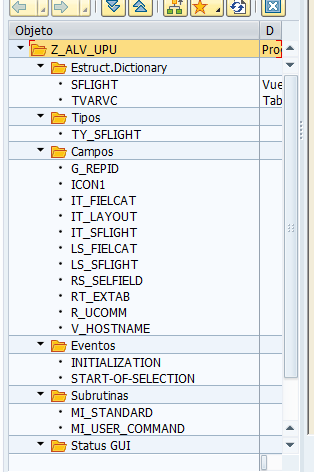 Objeto D
Z_ALV_UPU Prog
Estruct.Dictionary
SFLIGHT Vue
TVARVC Tab
Tipos
TY_SFLIGHT
Campos
G_REPID
ICON1
IT_FIELCAT
IT_LAYOUT
IT_SFLIGHT
LS_FIELCAT
LS_SFLIGHT
RS_SELFIELD
RT_EXTAB
R_UCOMM
V_HOSTNAME
Eventos
INITIALIZATION
START-OF-SELECTION
Subrutinas
MI_STANDARD
MI_USER_COMMAND
Status GUI